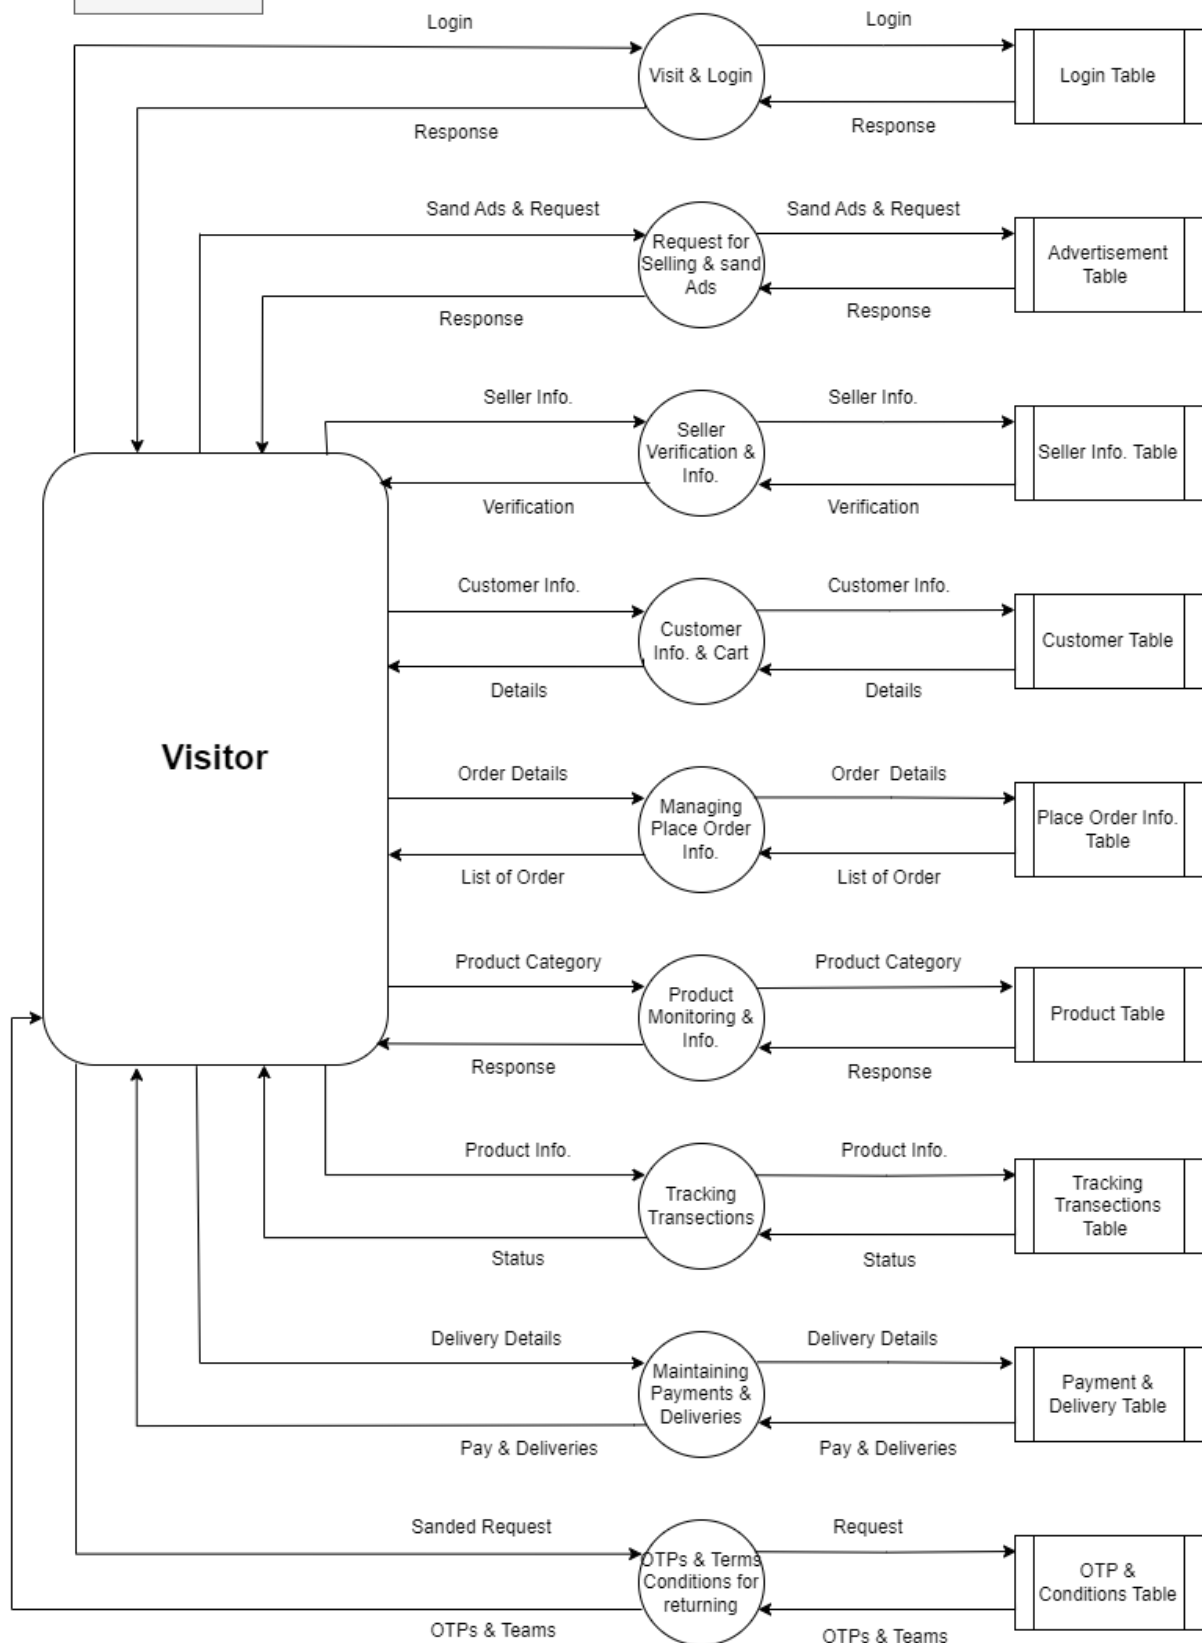 Login
Login
Visit & Login
Login Table
Response
Response
Sand Ads & Request
Sand Ads & Request
Request for
Selling & sand
Ads
Advertisement
Table
Response
Response
Seller Info.
Seller Info.
Seller
Verification &
Info.
Seller Info. Table
Verification
Verification
Customer Info.
Customer Info.
Customer
Info. & Cart
Customer Table
Details
Details
Visitor
Order Details
Order  Details
Managing
Place Order
Info.
Place Order Info.
Table
List of Order
List of Order
Product Category
Product Category
Product
Monitoring &
Info.
Product Table
Response
Response
Product Info.
Product Info.
Tracking
Transections
Tracking
Transections
Table
Status
Status
Delivery Details
Delivery Details
Maintaining
Payments &
Deliveries
Payment &
Delivery Table
Pay & Deliveries
Pay & Deliveries
Sanded Request
Request
OTPs & Terms
Conditions for
returning
OTP &
Conditions Table
OTPs & Teams
OTPs & Teams